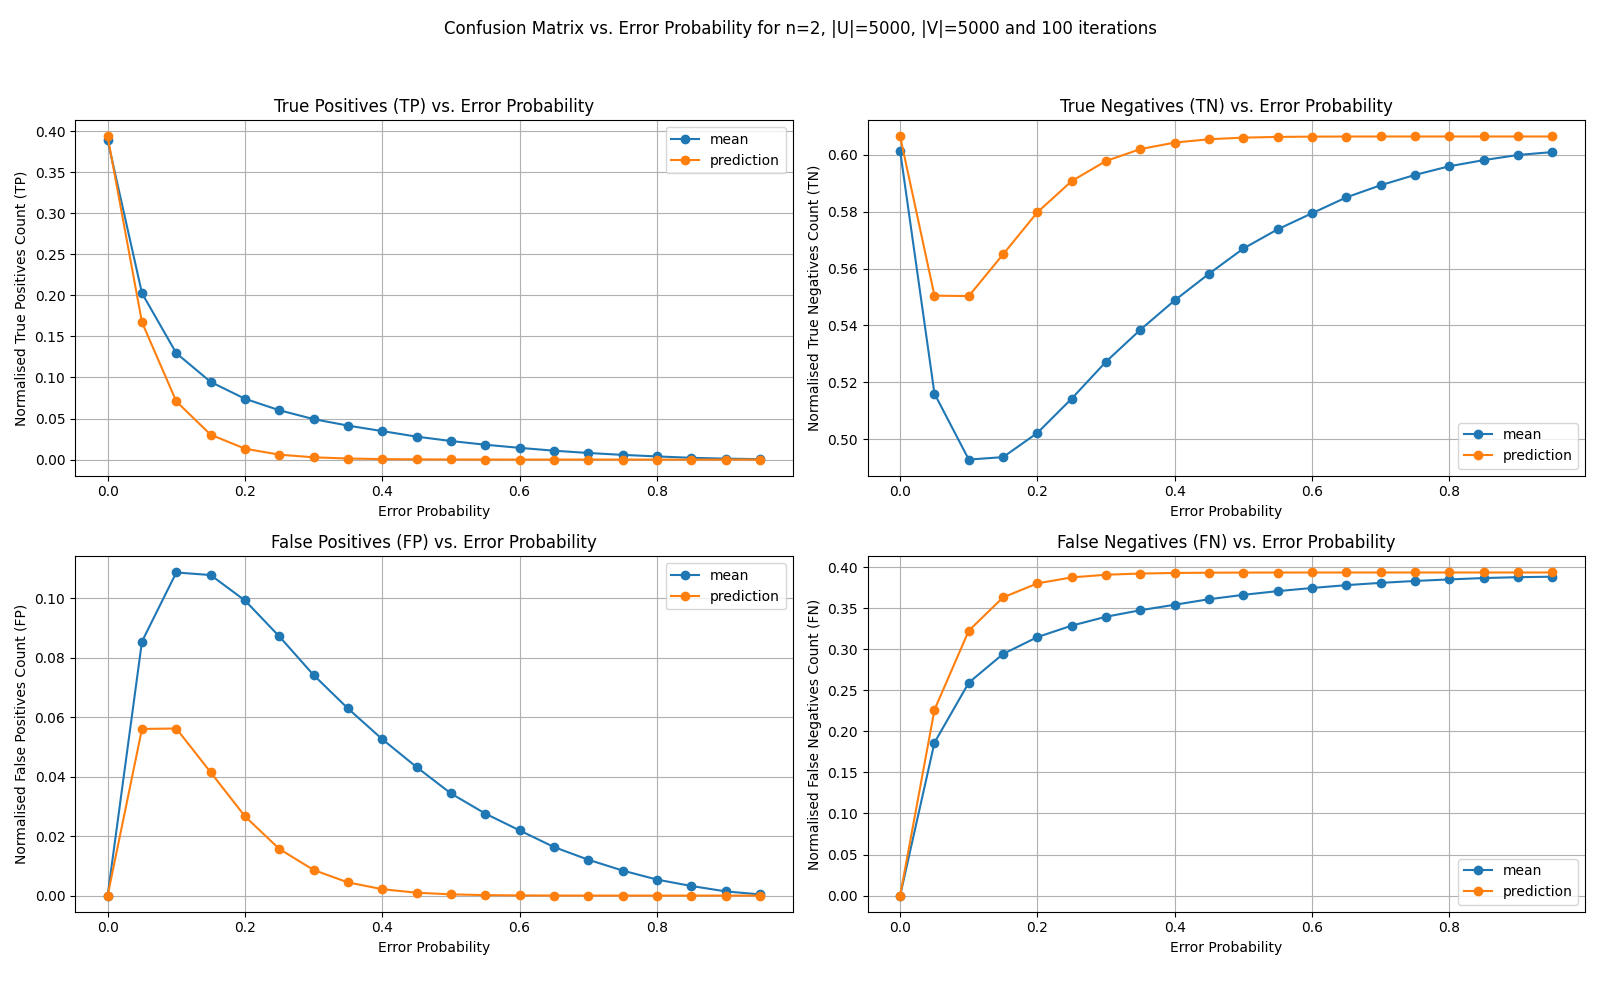 Confusion Matrix vs. Error Probability for n=2, |U|=5000, |V|=5000 and 100 iterations
True Positives (TP) vs. Error Probability
Normalised True Positives Count (TP)
0.40
0.35
0.30
0.25
0.20
0.15
0.10
0.05
0.00
mean
prediction
0.0 0.2 0.4 0.6 0.8
Error Probability
True Negatives (TN) vs. Error Probability
Normalised True Negatives Count (TN)
0.60
0.58
0.56
0.54
0.52
0.50
mean
prediction
0.0 0.2 0.4 0.6 0.8
Error Probability
False Positives (FP) vs. Error Probability
Normalised False Positives Count (FP)
0.10
0.08
0.06
0.04
0.02
0.00
mean
prediction
0.0 0.2 0.4 0.6 0.8
Error Probability
False Negatives (FN) vs. Error Probability
Normalised False Negatives Count (FN)
0.40
0.35
0.30
0.25
0.20
0.15
0.10
0.05
0.00
mean
prediction
0.0 0.2 0.4 0.6 0.8
Error Probability